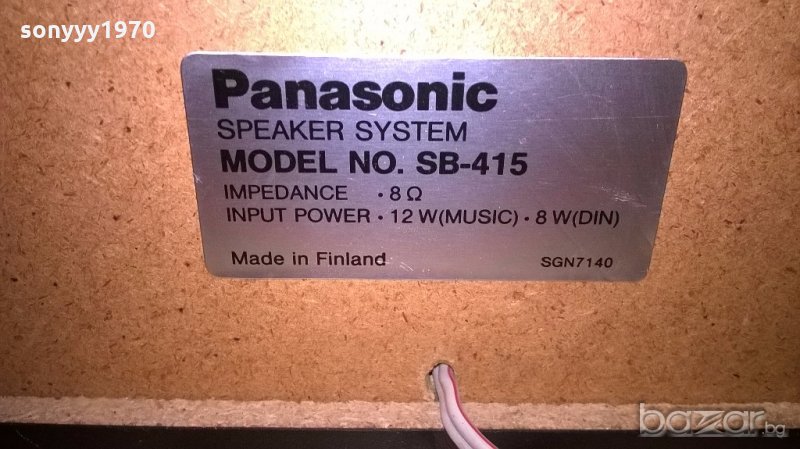 sonyyy1970
Panasonic
SPEAKER SYSTEM
MODEL NO. SB-415
IMPEDANCE • 8 Ω
INPUT POWER • 12 W(MUSIC) • 8 W(DIN)
Made in Finland SGN7140
bazar.bg